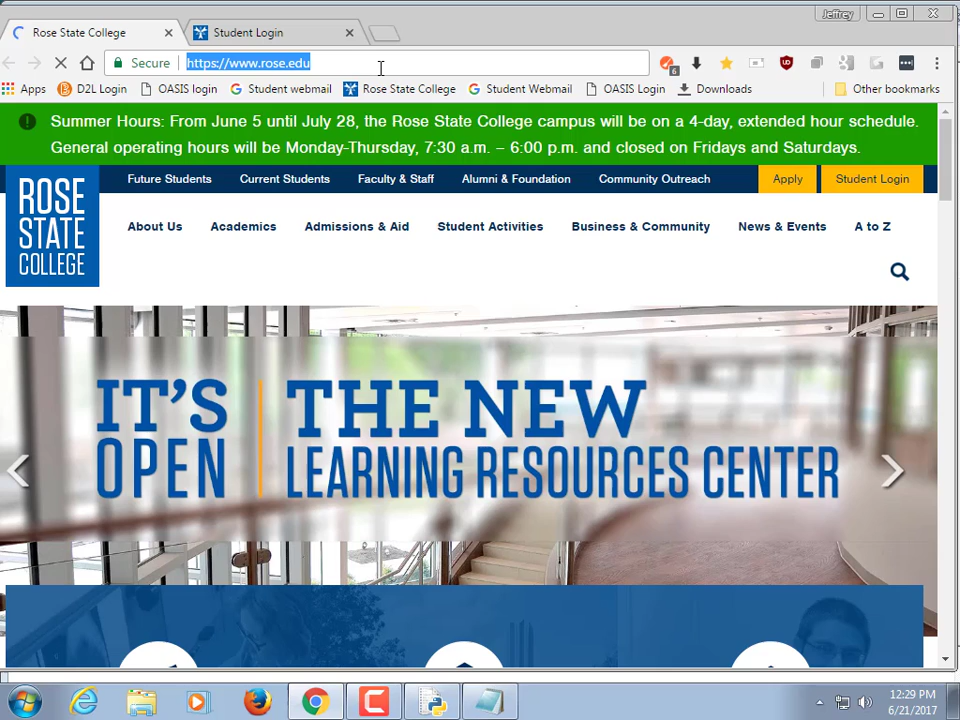 Jeffrey
Rose State College
Student Login
Secure
https://www.rose.edu
6
Apps
D2L Login
OASIS login
Student webmail
Rose State College
Student Webmail
OASIS Login
Downloads
Other bookmarks
Summer Hours: From June 5 until July 28, the Rose State College campus will be on a 4-day, extended hour schedule.
General operating hours will be Monday-Thursday, 7:30 a.m. – 6:00 p.m. and closed on Fridays and Saturdays.
Future Students
Current Students
Faculty & Staff
Alumni & Foundation
Community Outreach
Apply
Student Login
ROSE
STATE
COLLEGE
About Us
Academics
Admissions & Aid
Student Activities
Business & Community
News & Events
A to Z
IT'S
OPEN
THE NEW
LEARNING RESOURCES CENTER
12:29 PM
6/21/2017